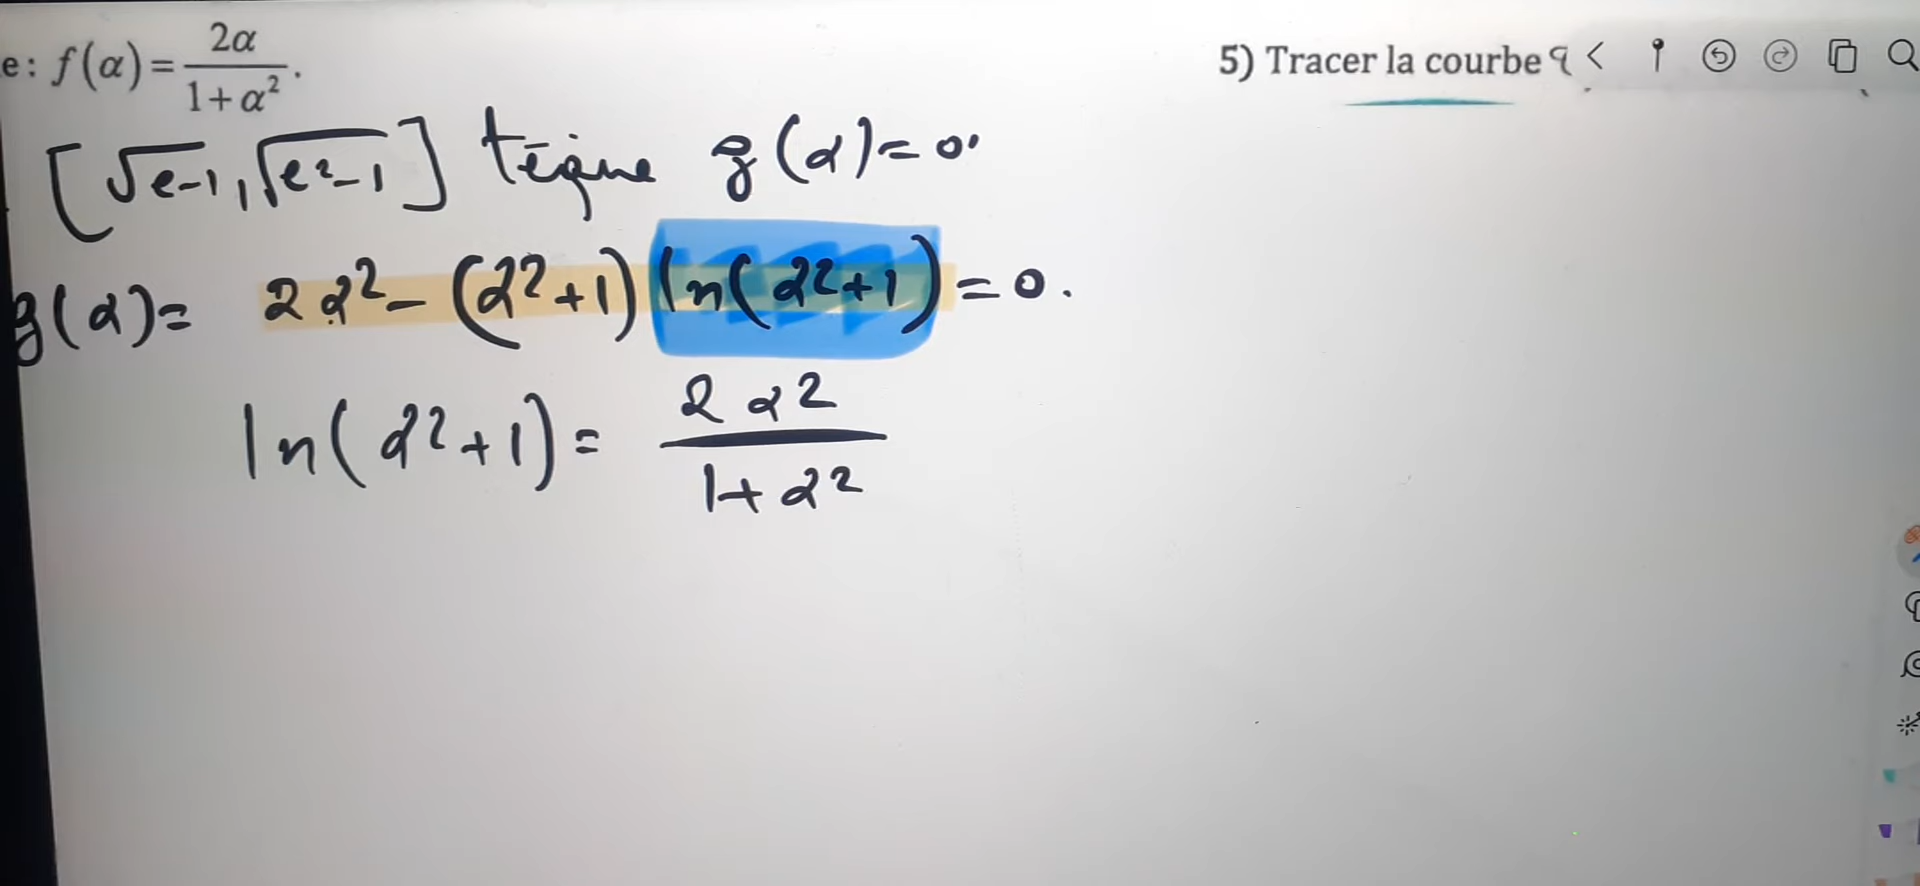 e: f(α) = 2α / 1+α² .
5) Tracer la courbe
[√e-1, √e²-1] tēque g(α)=0.
g(α)= 2α² - (α²+1) ln(α²+1) = 0.
ln(α²+1) = 2α² / 1+α²